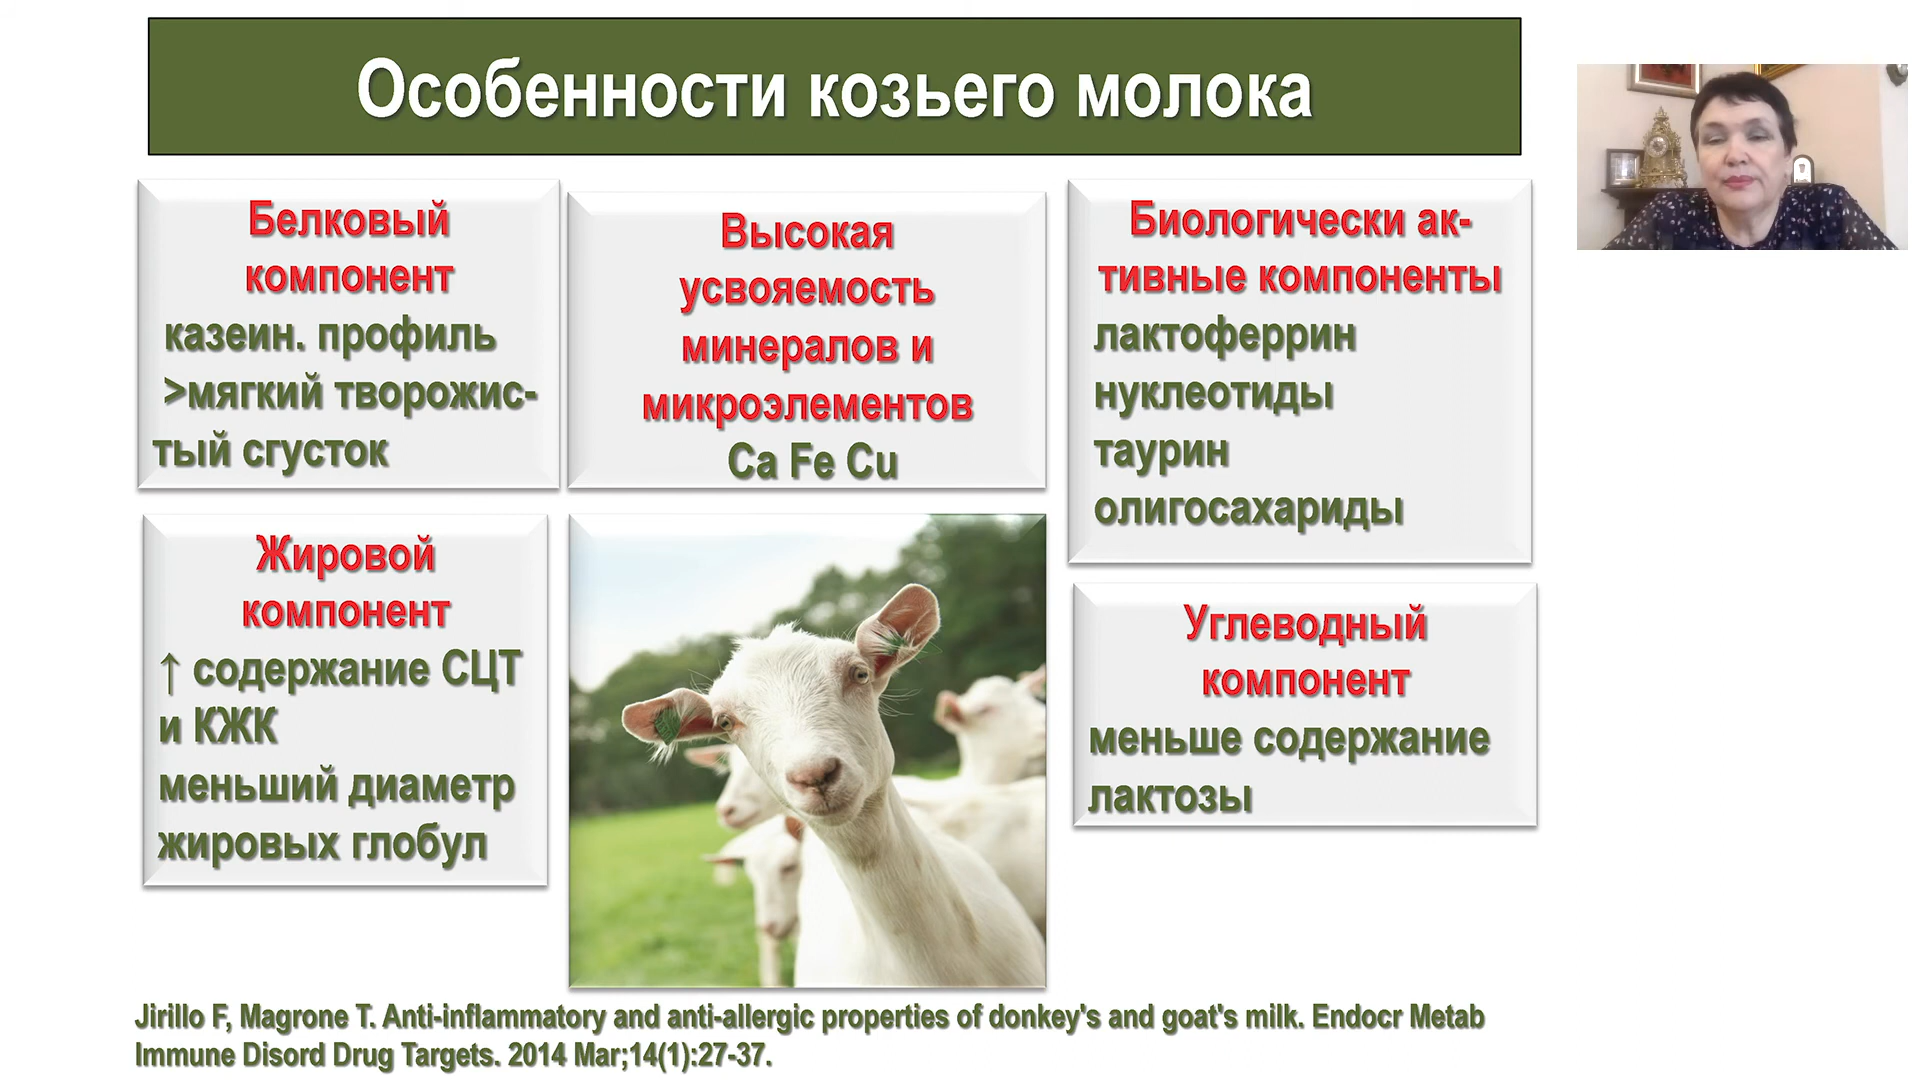 Особенности козьего молока
Белковый
компонент
казеин. профиль
>мягкий творожис-
тый сгусток
Высокая
усвояемость
минералов и
микроэлементов
Ca Fe Cu
Биологически ак-
тивные компоненты
лактоферрин
нуклеотиды
таурин
олигосахариды
Жировой
компонент
↑ содержание СЦТ
и КЖК
меньший диаметр
жировых глобул
Углеводный
компонент
меньше содержание
лактозы
Jirillo F, Magrone T. Anti-inflammatory and anti-allergic properties of donkey's and goat's milk. Endocr Metab
Immune Disord Drug Targets. 2014 Mar;14(1):27-37.